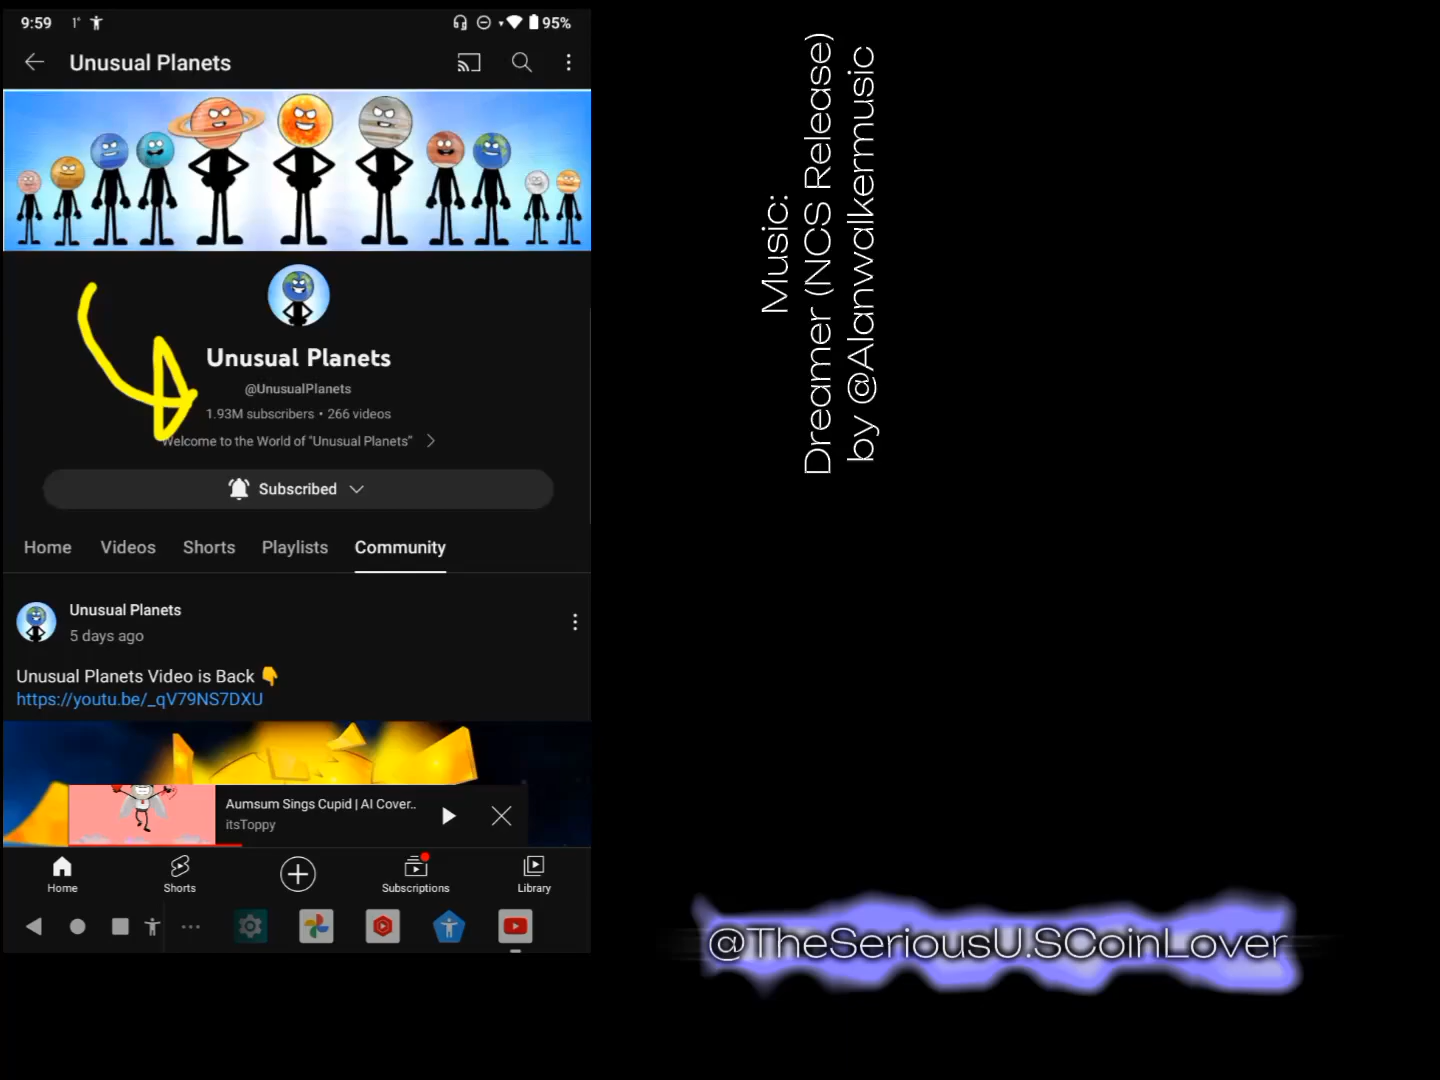 9:59 1° 95%
Unusual Planets
Unusual Planets
@UnusualPlanets
1.93M subscribers • 266 videos
Welcome to the World of "Unusual Planets"
Subscribed
Home Videos Shorts Playlists Community
Unusual Planets
5 days ago
Unusual Planets Video is Back 👇
https://youtu.be/_qV79NS7DXU
Aumsum Sings Cupid | AI Cover..
itsToppy
Home Shorts Subscriptions Library
Music:
Dreamer (NCS Release)
by @Alanwalkermusic
@TheSeriousU.SCoinLover